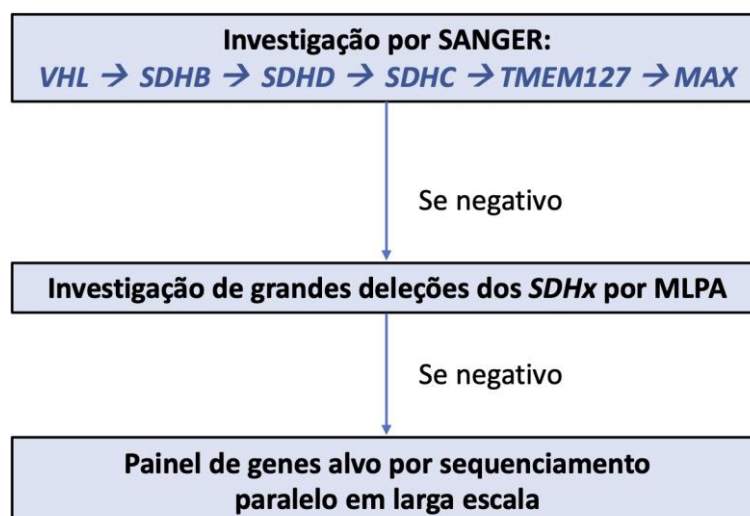 Investigação por SANGER:
VHL → SDHB → SDHD → SDHC → TMEM127 → MAX
Se negativo
Investigação de grandes deleções dos SDHx por MLPA
Se negativo
Painel de genes alvo por sequenciamento
paralelo em larga escala